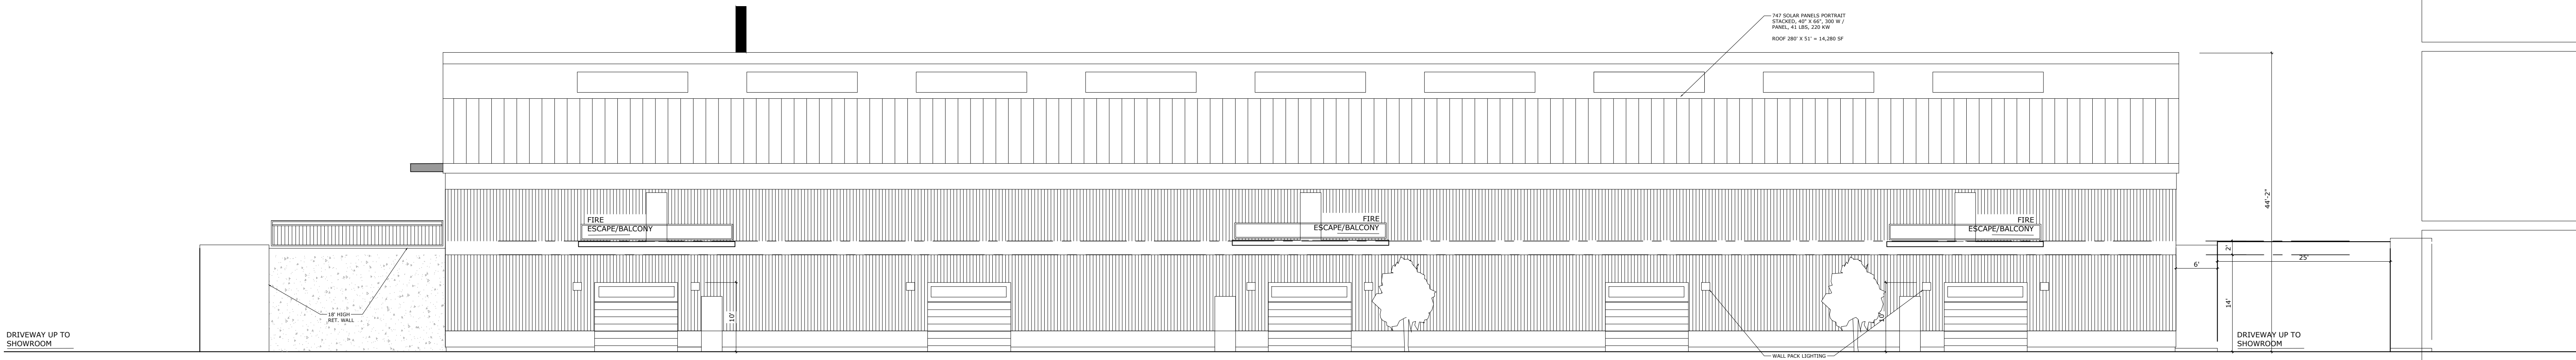 747 SOLAR PANELS PORTRAIT
STACKED, 40" X 66", 300 W /
PANEL, 41 LBS, 220 KW
ROOF 280' X 51' = 14,280 SF
44'-2"
FIRE
ESCAPE/BALCONY
FIRE
ESCAPE/BALCONY
FIRE
ESCAPE/BALCONY
2'
25'
6'
14'
10'
10'
18' HIGH
RET. WALL
DRIVEWAY UP TO
SHOWROOM
DRIVEWAY UP TO
SHOWROOM
WALL PACK LIGHTING